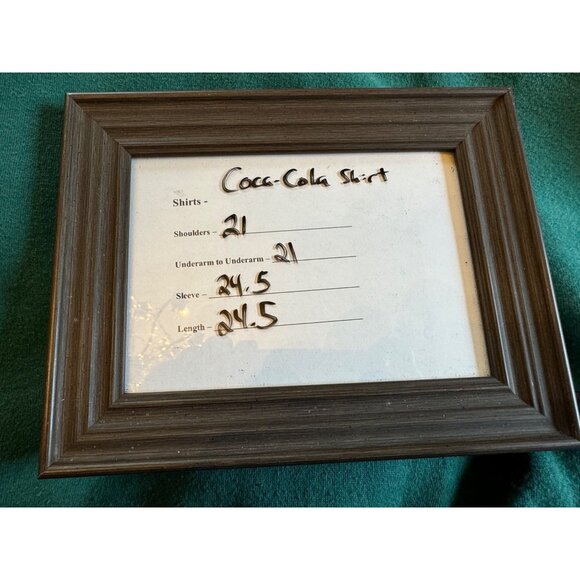 Coca-Cola Shirt
Shirts -
Shoulders - 21
Underarm to Underarm - 21
Sleeve - 24.5
Length - 24.5